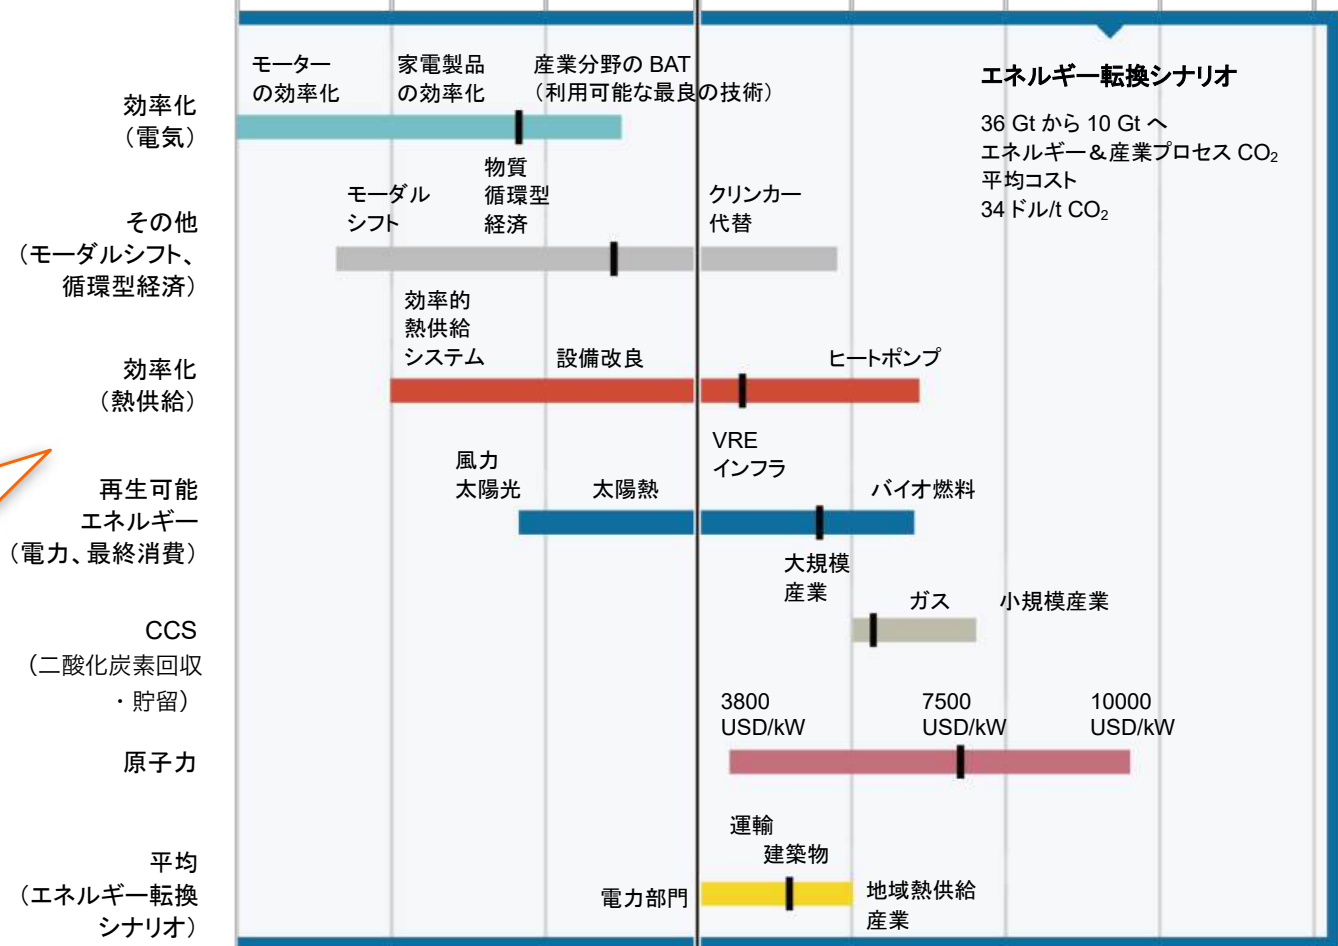 モーター
の効率化
家電製品
の効率化
産業分野の BAT
（利用可能な最良の技術）
エネルギー転換シナリオ
36 Gt から 10 Gt へ
エネルギー＆産業プロセス CO₂
平均コスト
34ドル/t CO₂
効率化
（電気）
物質
循環型
経済
モーダル
シフト
クリンカー
代替
その他
（モーダルシフト、
循環型経済）
効率的
熱供給
システム
設備改良
ヒートポンプ
効率化
（熱供給）
VRE
インフラ
風力
太陽光
太陽熱
バイオ燃料
再生可能
エネルギー
（電力、最終消費）
大規模
産業
ガス
小規模産業
CCS
（二酸化炭素回収
・貯留）
3800
USD/kW
7500
USD/kW
10000
USD/kW
原子力
運輸
建築物
電力部門
地域熱供給
産業
平均
（エネルギー転換
シナリオ）